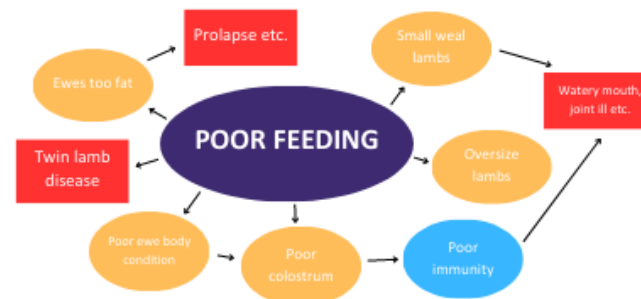 Prolapse etc.
Small weal
lambs
Ewes too fat
Watery mouth,
joint ill etc.
POOR FEEDING
Twin lamb
disease
Oversize
lambs
Poor ewe body
condition
Poor
colostrum
Poor
immunity